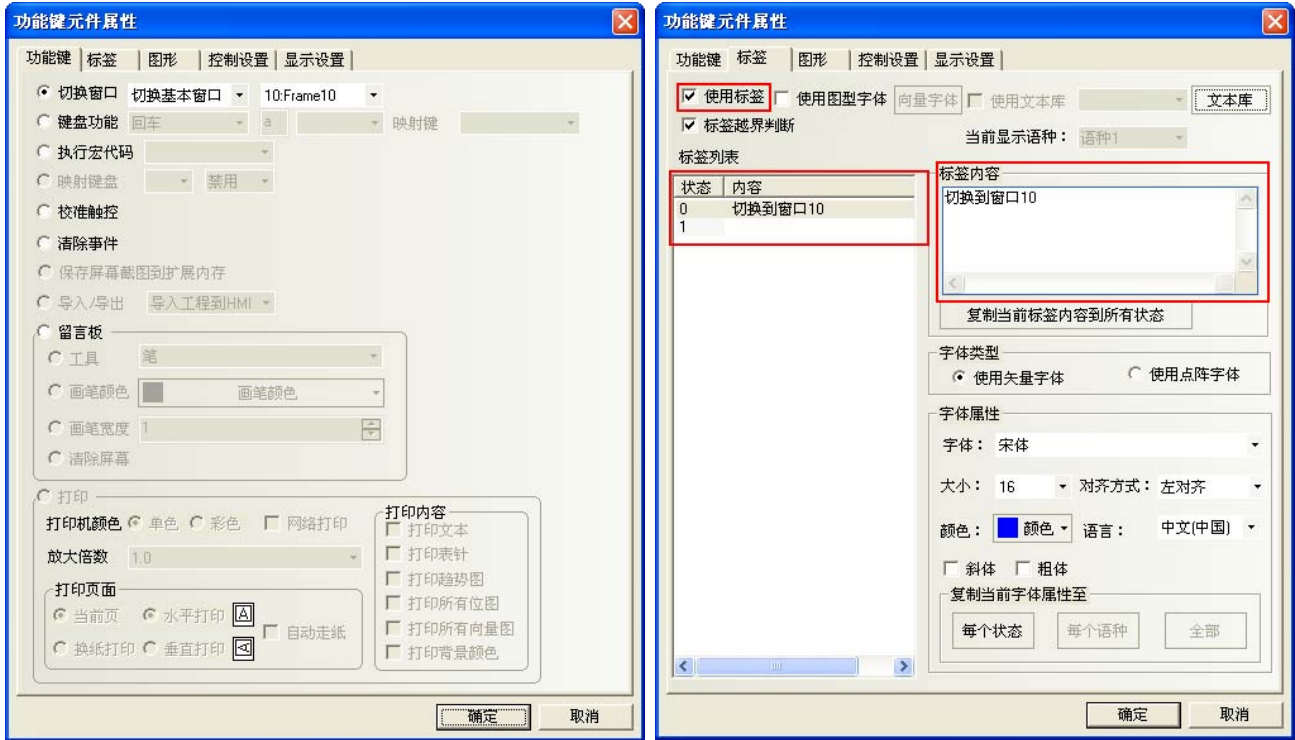 功能键元件属性
功能键 标签 图形 控制设置 显示设置
切换窗口 切换基本窗口 10:Frame10
键盘功能 回车 a 映射键
执行宏代码
映射键盘 禁用
校准触控
清除事件
保存屏幕截图到扩展内存
导入/导出 导入工程到HMI
留言板
工具 笔
画笔颜色 画笔颜色
画笔宽度 1
清除屏幕
打印
打印机颜色 单色 彩色 网络打印
放大倍数 1.0
打印页面
当前页 水平打印 A
换纸打印 垂直打印 A
自动走纸
打印内容
打印文本
打印表针
打印趋势图
打印所有位图
打印所有向量图
打印背景颜色
确定 取消
功能键元件属性
功能键 标签 图形 控制设置 显示设置
使用标签 使用图型字体 向量字体 使用文本库 文本库
标签越界判断 当前显示语种： 语种1
标签列表
状态 内容
0 切换到窗口10
1
标签内容
切换到窗口10
复制当前标签内容到所有状态
字体类型
使用矢量字体 使用点阵字体
字体属性
字体： 宋体
大小： 16 对齐方式： 左对齐
颜色： 颜色 语言： 中文(中国)
斜体 粗体
复制当前字体属性至
每个状态 每个语种 全部
确定 取消